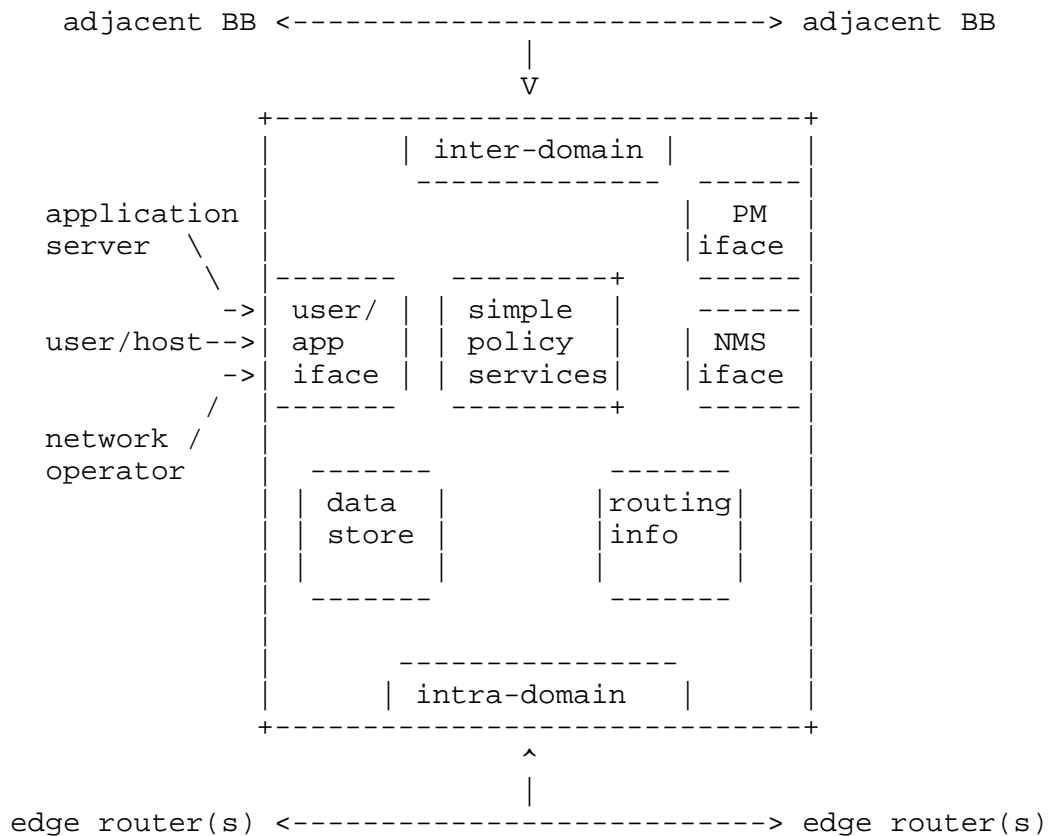 adjacent BB <---------------------------> adjacent BB
|
V
inter-domain
application
server
PM
iface
user/
app
iface
simple
policy
services
user/host-->
NMS
iface
network
operator
data
store
routing
info
intra-domain
^
|
edge router(s) <---------------------------> edge router(s)